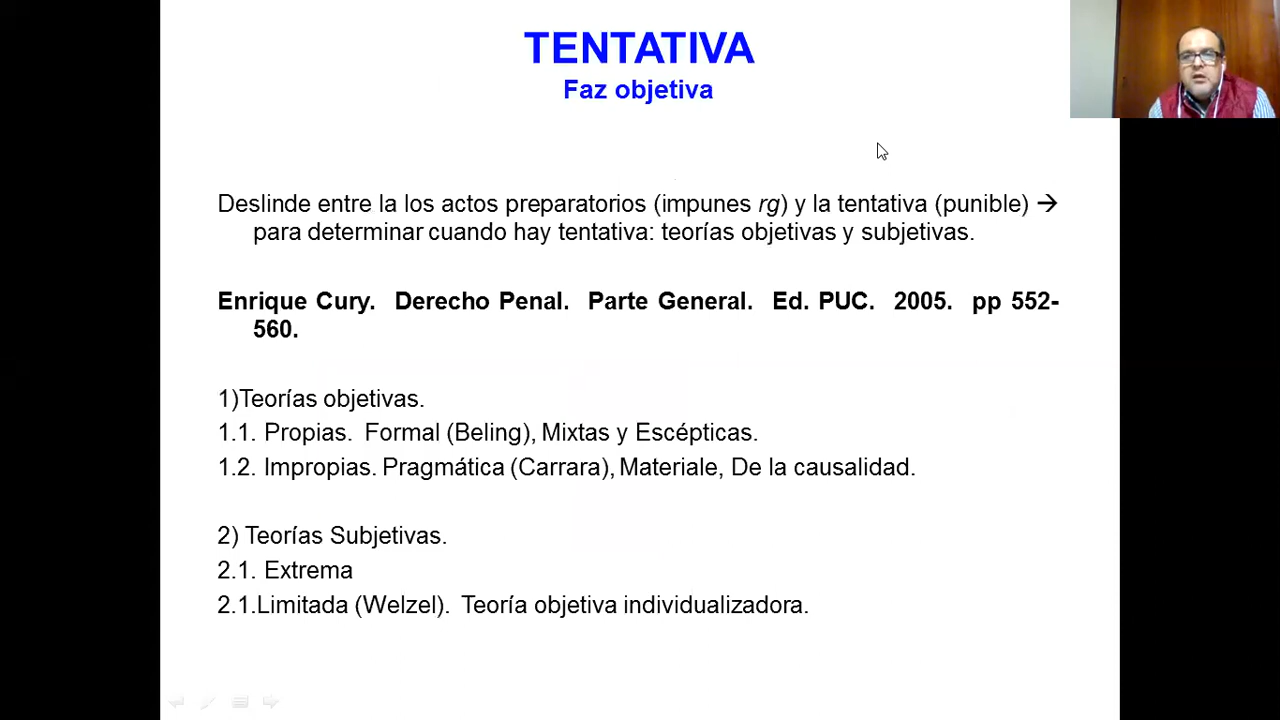 TENTATIVA
Faz objetiva
Deslinde entre la los actos preparatorios (impunes rg) y la tentativa (punible) →
para determinar cuando hay tentativa: teorías objetivas y subjetivas.
Enrique Cury. Derecho Penal. Parte General. Ed. PUC. 2005. pp 552-
560.
1)Teorías objetivas.
1.1. Propias. Formal (Beling), Mixtas y Escépticas.
1.2. Impropias. Pragmática (Carrara), Materiale, De la causalidad.
2) Teorías Subjetivas.
2.1. Extrema
2.1.Limitada (Welzel). Teoría objetiva individualizadora.